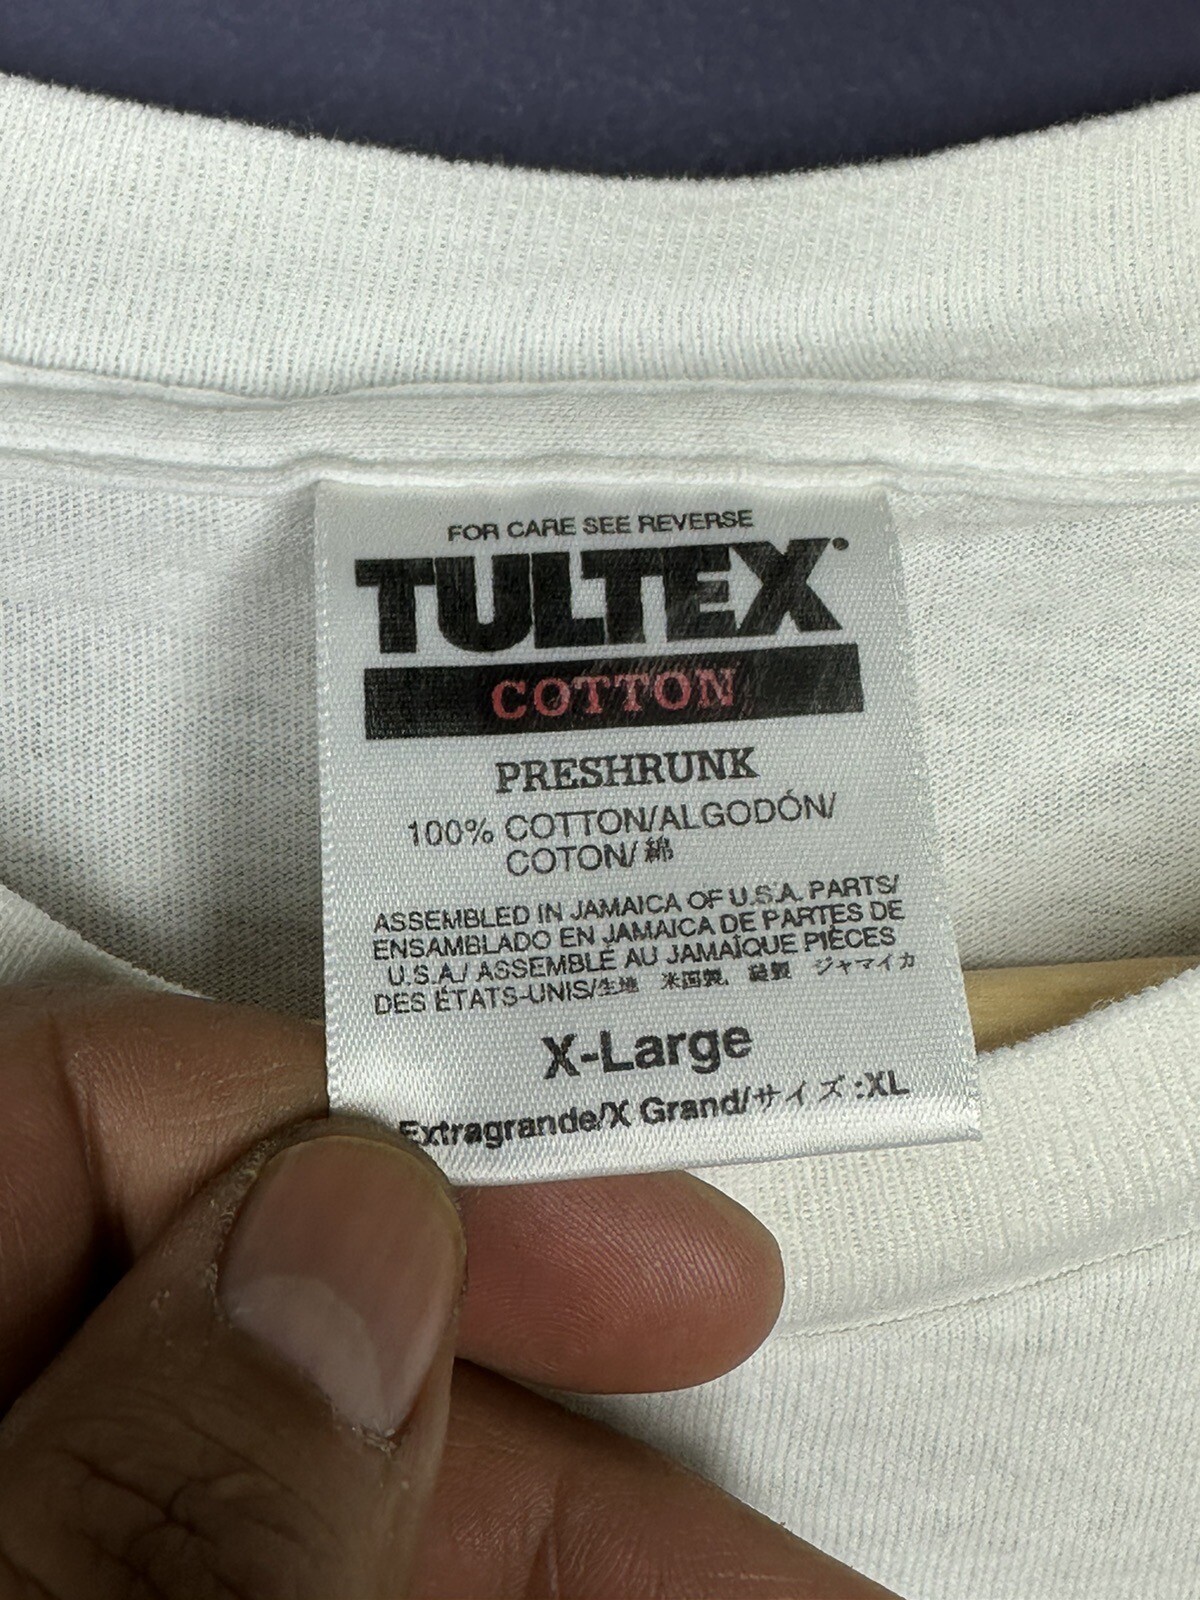 FOR CARE SEE REVERSE
TULTEX
COTTON
PRESHRUNK
100% COTTON/ALGODÓN/
COTON/ 綿
ASSEMBLED IN JAMAICA OF U.S.A. PARTS/
ENSAMBLADO EN JAMAICA DE PARTES DE
U.S.A./ ASSEMBLÉ AU JAMAÏQUE PIÈCES
DES ÉTATS-UNIS/生地 米国製, 縫製 ジャマイカ
X-Large
Extragrande/X Grand/サイズ:XL